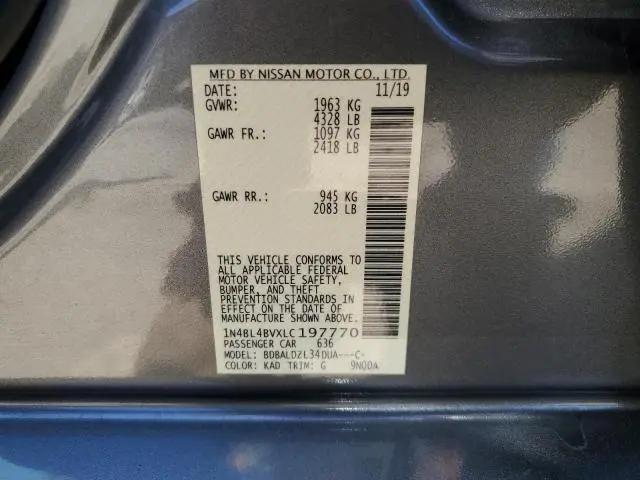 MFD BY NISSAN MOTOR CO., LTD.
DATE: 11/19
GVWR: 1963 KG
4328 LB
GAWR FR.: 1097 KG
2418 LB
GAWR RR.: 945 KG
2083 LB
THIS VEHICLE CONFORMS TO
ALL APPLICABLE FEDERAL
MOTOR VEHICLE SAFETY,
BUMPER, AND THEFT
PREVENTION STANDARDS IN
EFFECT ON THE DATE OF
MANUFACTURE SHOWN ABOVE.
1N4BL4BVXLC197770
PASSENGER CAR 636
MODEL: BDBALDZL34DUA---C-
COLOR: KAD TRIM: G 9NQDA